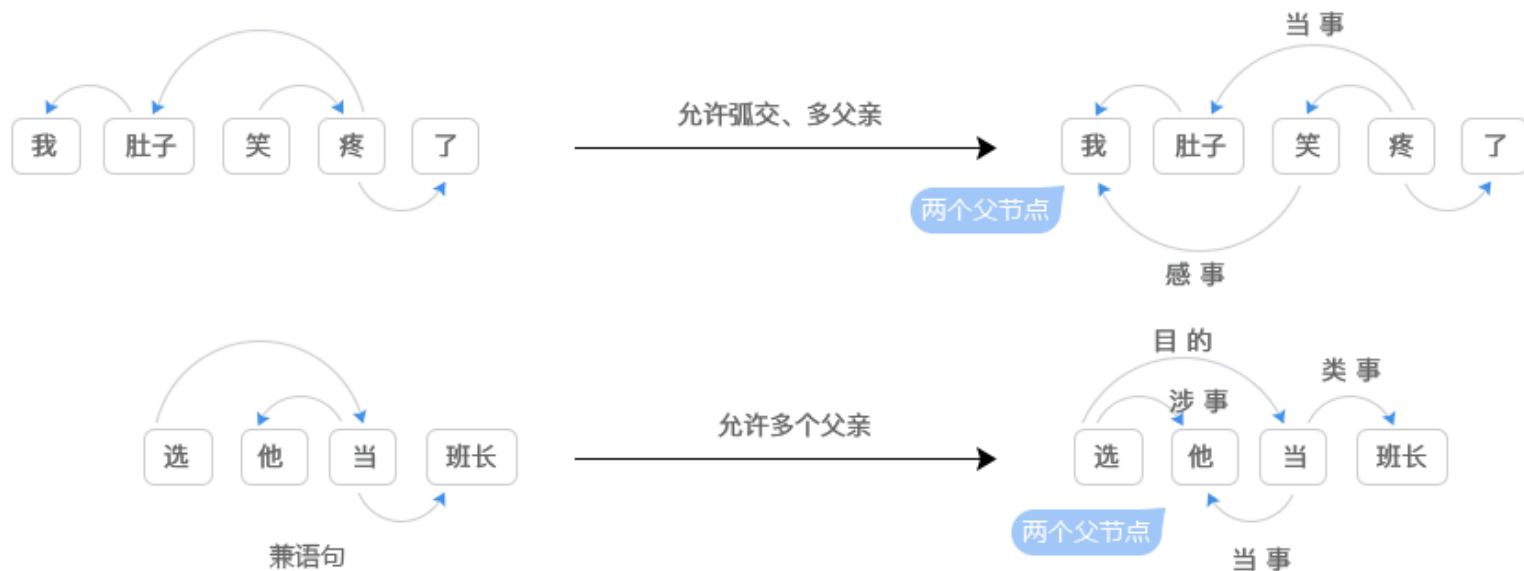 当 事
我 肚子 笑 疼 了
允许弧交、多父亲
我 肚子 笑 疼 了
两个父节点
感 事
目 的
类 事
涉 事
选 他 当 班长
允许多个父亲
选 他 当 班长
两个父节点
兼语句
当 事